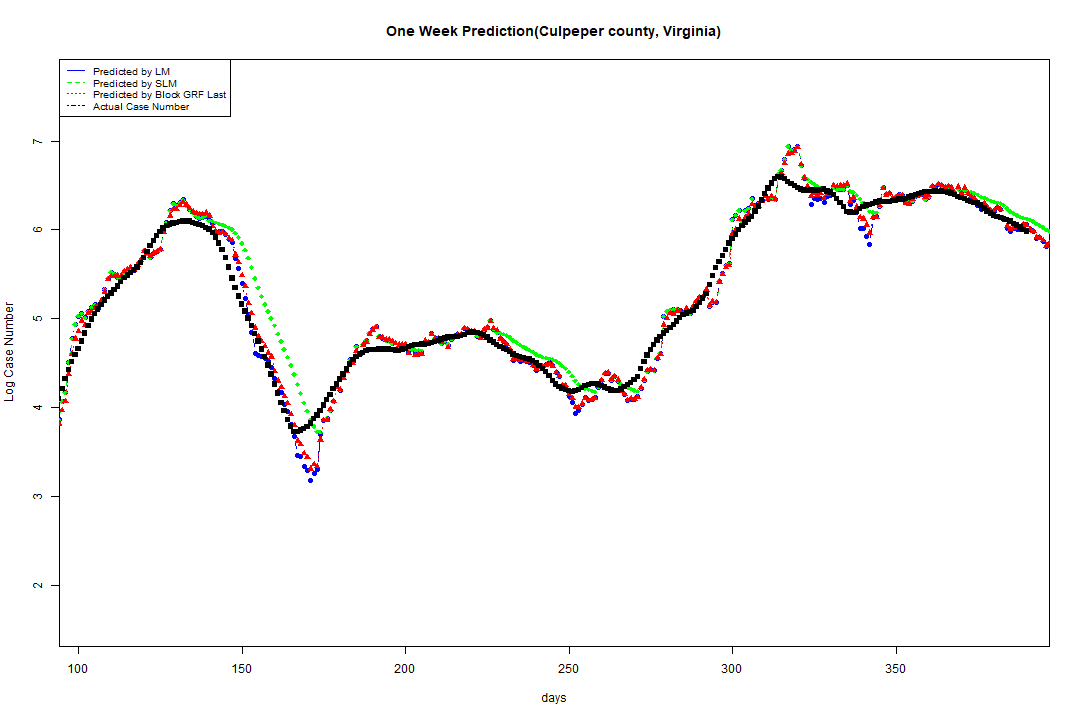 One Week Prediction(Culpeper county, Virginia)
Predicted by LM
Predicted by SLM
Predicted by Block GRF Last
Actual Case Number
Log Case Number
7
6
5
4
3
2
100 150 200 250 300 350
days